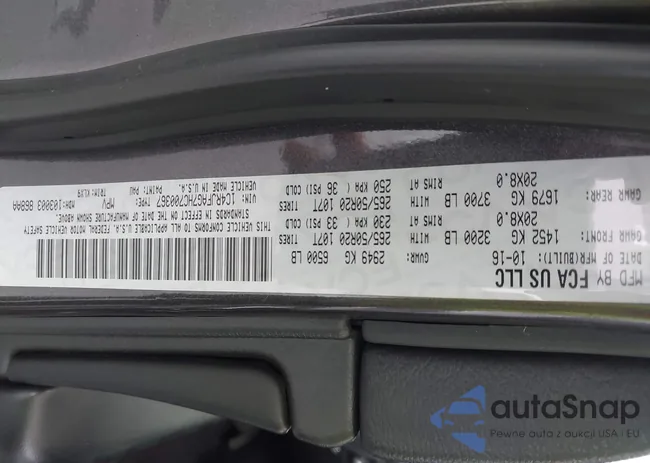 MFD BY FCA US LLC
DATE OF MFR(BUILT): 10-16 GVWR: 2949 KG 6500 LB
GAWR FRONT: 1452 KG 3200 LB WITH 265/50R20 107T TIRES
20X8.0 RIMS AT 230 KPA ( 33 PSI) COLD
GAWR REAR: 1679 KG 3700 LB WITH 265/50R20 107T TIRES
20X8.0 RIMS AT 250 KPA ( 36 PSI) COLD
THIS VEHICLE CONFORMS TO ALL APPLICABLE FEDERAL MOTOR VEHICLE SAFETY
STANDARDS IN EFFECT ON THE DATE OF MANUFACTURE SHOWN ABOVE.
VIN: TYPE: MPV MDH: 103003 868AA
VEHICLE MADE IN U.S.A. PAINT: PAU TRIM:
autaSnap
Pewne auta z aukcji USA i EU